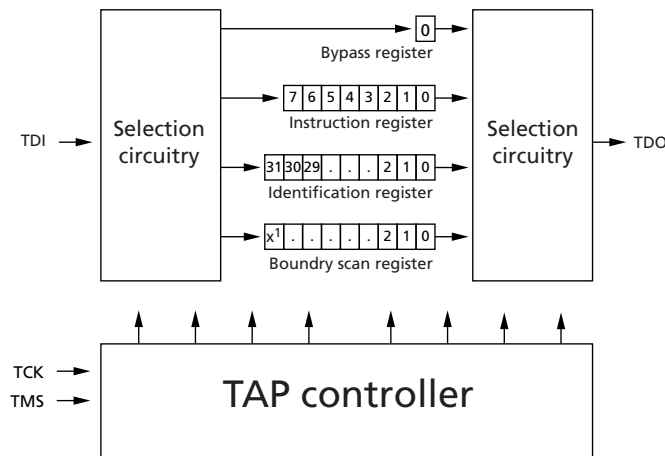 0
Bypass register
7 6 5 4 3 2 1 0
Instruction register
TDI
Selection
circuitry
Selection
circuitry
TDO
31 30 29 . . . 2 1 0
Identification register
x¹ . . . . . 2 1 0
Boundry scan register
TCK
TMS
TAP controller